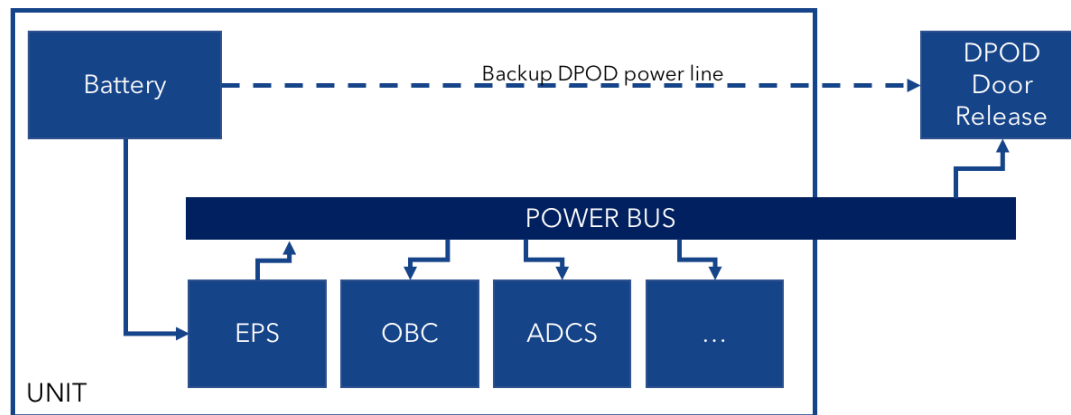 Battery
Backup DPOD power line
DPOD
Door
Release
POWER BUS
EPS
OBC
ADCS
...
UNIT